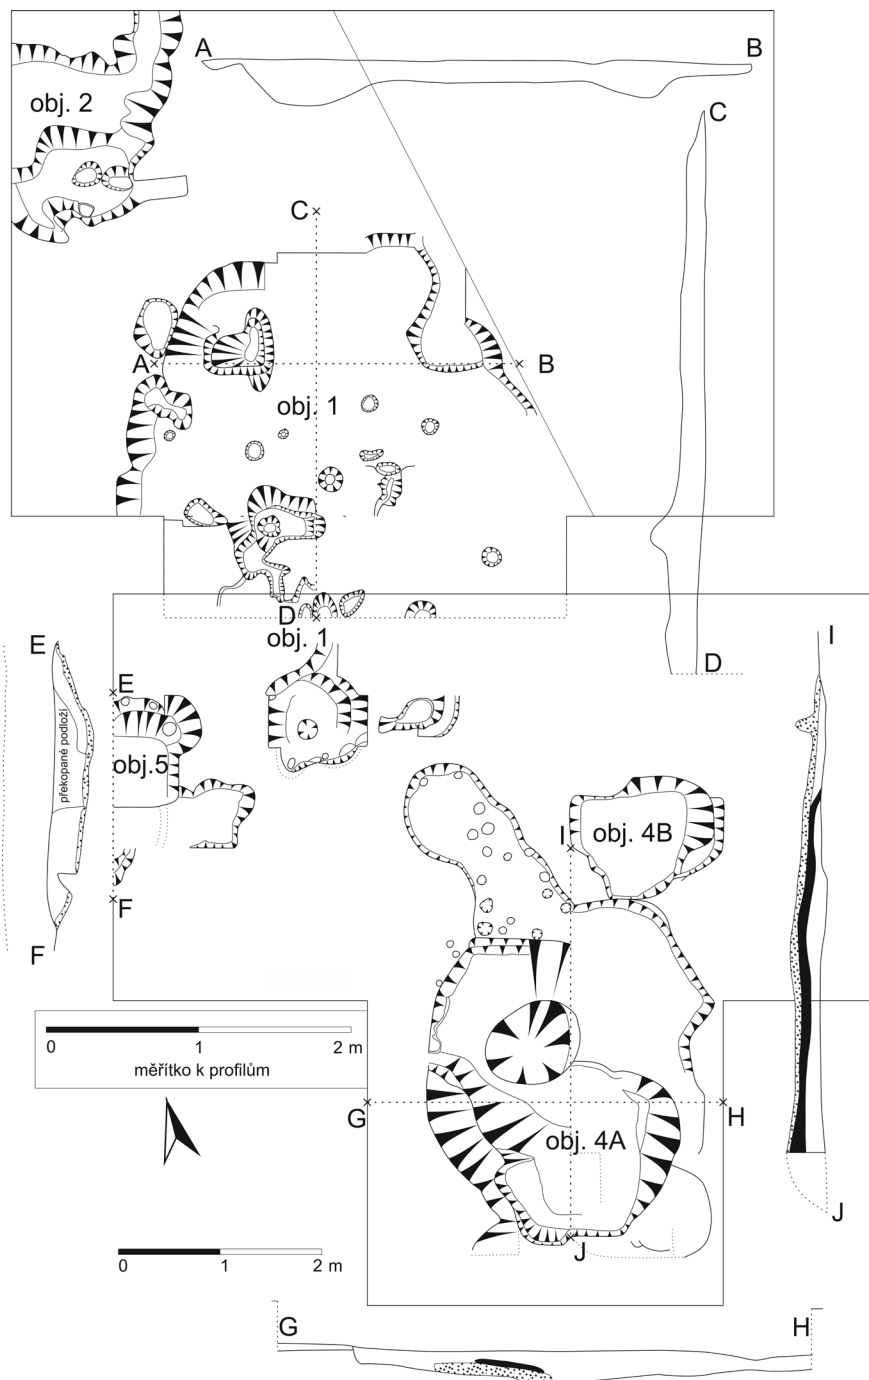 A
B
obj. 2
C
C
A
B
obj. 1
D
obj. 1
D
E
I
E
překopané podloží
obj.5
I
obj. 4B
F
F
0 1 2 m
měřítko k profilům
G
H
obj. 4A
J
J
0 1 2 m
G
H